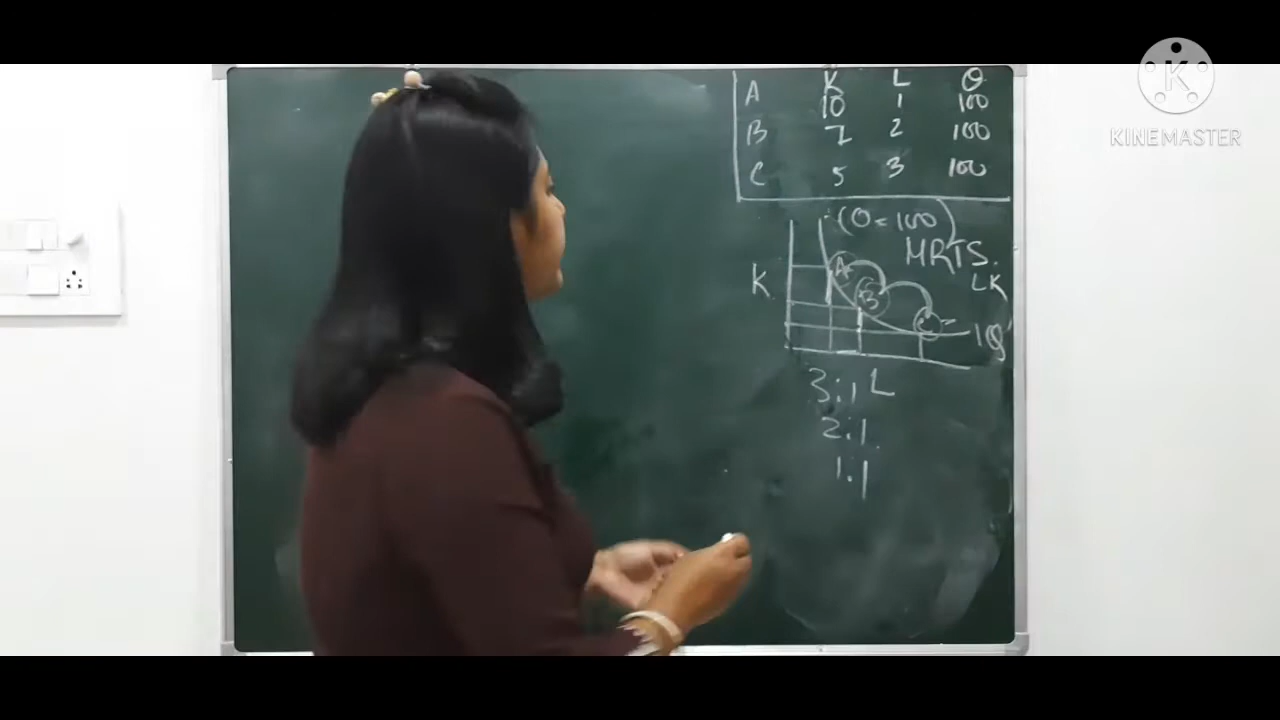 K L Q
A 10 1 100
B 7 2 100
C 5 3 100
(Q = 100)
MRTS.
LK
K
A
B
C
IQ
3:1 L
2:1
1:1
K
KINEMASTER